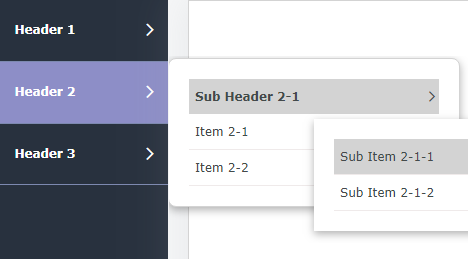 Header 1
Header 2
Header 3
Sub Header 2-1
Item 2-1
Item 2-2
Sub Item 2-1-1
Sub Item 2-1-2